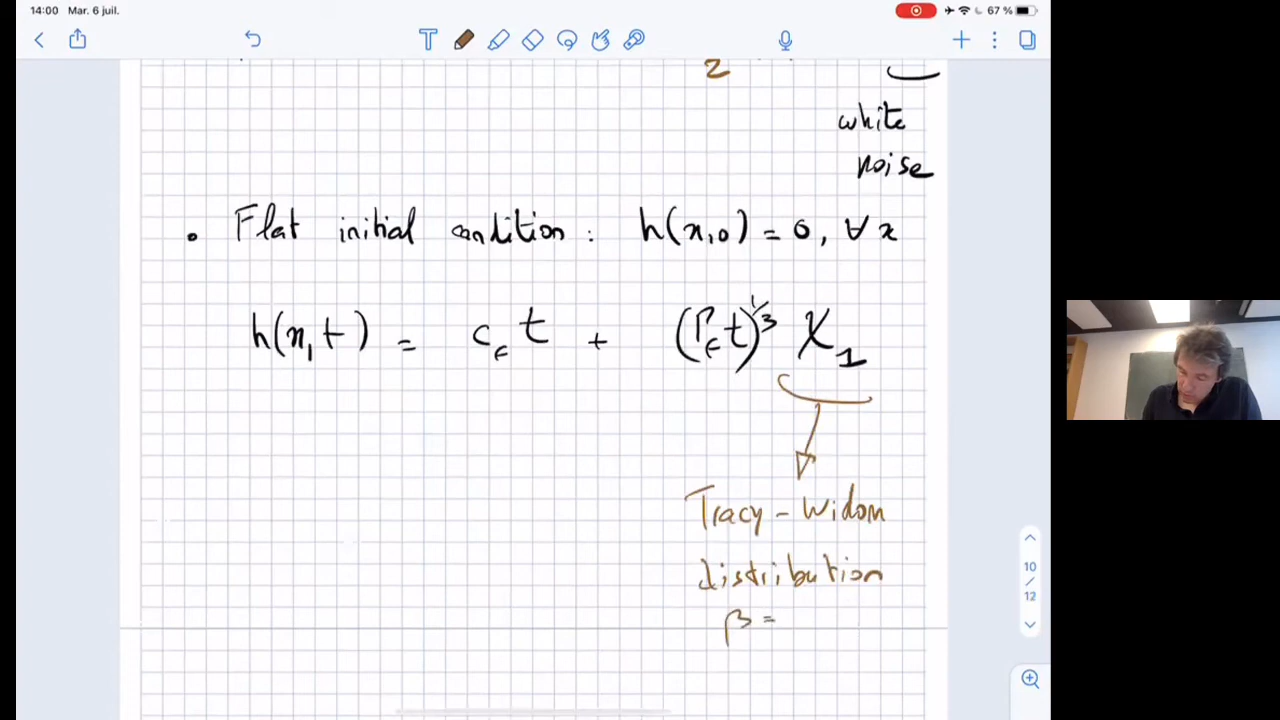 14:00 Mar. 6 juil.
67 %
2
white
noise
• Flat initial condition : h(x,0) = 0, ∀ x
h(x,t) = c_F t + (Γ_F t)^{1/3} χ_1
Tracy - Widom
distribution
β =
10
/
12